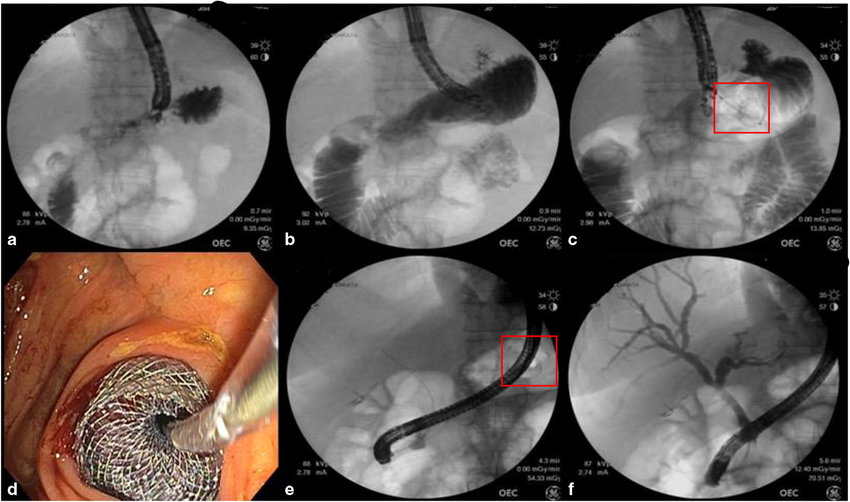 39
60
88 kVp
2.78 mA
0.7 min
0.00 mGy/min
9.35 mGy
OEC
a
39
55
92 kVp
3.02 mA
0.9 min
0.00 mGy/min
12.73 mGy
OEC
b
34
55
90 kVp
2.98 mA
1.0 min
0.00 mGy/min
13.85 mGy
OEC
c
d
34
58
88 kVp
2.78 mA
4.3 min
0.00 mGy/min
54.33 mGy
OEC
e
35
57
87 kVp
2.74 mA
5.6 min
12.40 mGy/min
70.51 mGy
OEC
f